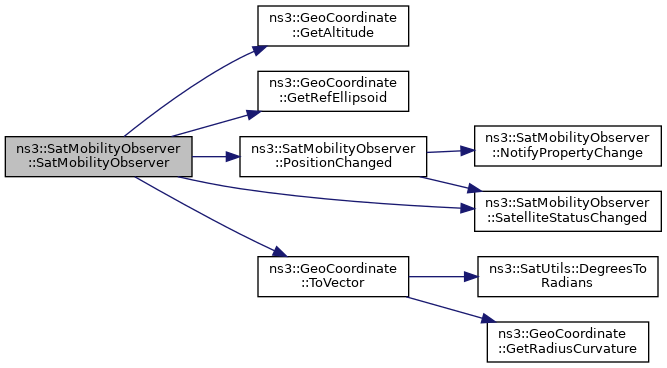 ns3::SatMobilityObserver
::SatMobilityObserver
ns3::GeoCoordinate
::GetAltitude
ns3::GeoCoordinate
::GetRefEllipsoid
ns3::SatMobilityObserver
::PositionChanged
ns3::SatMobilityObserver
::NotifyPropertyChange
ns3::SatMobilityObserver
::SatelliteStatusChanged
ns3::GeoCoordinate
::ToVector
ns3::SatUtils::DegreesTo
Radians
ns3::GeoCoordinate
::GetRadiusCurvature